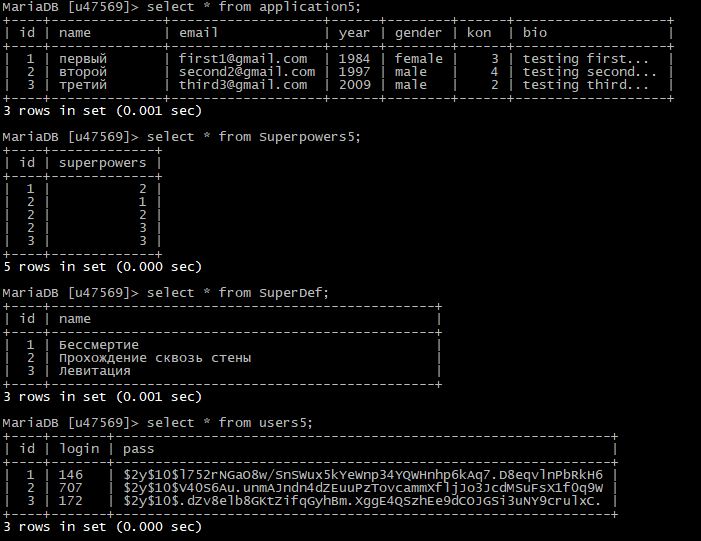 MariaDB [u47569]> select * from application5;
| id | name | email | year | gender | kon | bio |
| 1 | первый | first1@gmail.com | 1984 | female | 3 | testing first... |
| 2 | второй | second2@gmail.com | 1997 | male | 4 | testing second... |
| 3 | третий | third3@gmail.com | 2009 | male | 2 | testing third... |
3 rows in set (0.001 sec)
MariaDB [u47569]> select * from Superpowers5;
| id | superpowers |
| 1 | 2 |
| 2 | 1 |
| 2 | 2 |
| 2 | 3 |
| 3 | 3 |
5 rows in set (0.000 sec)
MariaDB [u47569]> select * from SuperDef;
| id | name |
| 1 | Бессмертие |
| 2 | Прохождение сквозь стены |
| 3 | Левитация |
3 rows in set (0.001 sec)
MariaDB [u47569]> select * from users5;
| id | login | pass |
| 1 | 146 | $2y$10$l752rNGaO8w/SnSWux5kYeWnp34YQWHnhp6kAq7.D8eqvlnPbRkH6 |
| 2 | 707 | $2y$10$V40S6Au.unmAJndn4dZEuuPzTovcammXfljJo3JcdMSuFsX1fOq9W |
| 3 | 172 | $2y$10$.dZv8elb8GKtZifqGyhBm.XggE4QSzhEe9dCOJGSi3uNY9crulxC. |
3 rows in set (0.000 sec)